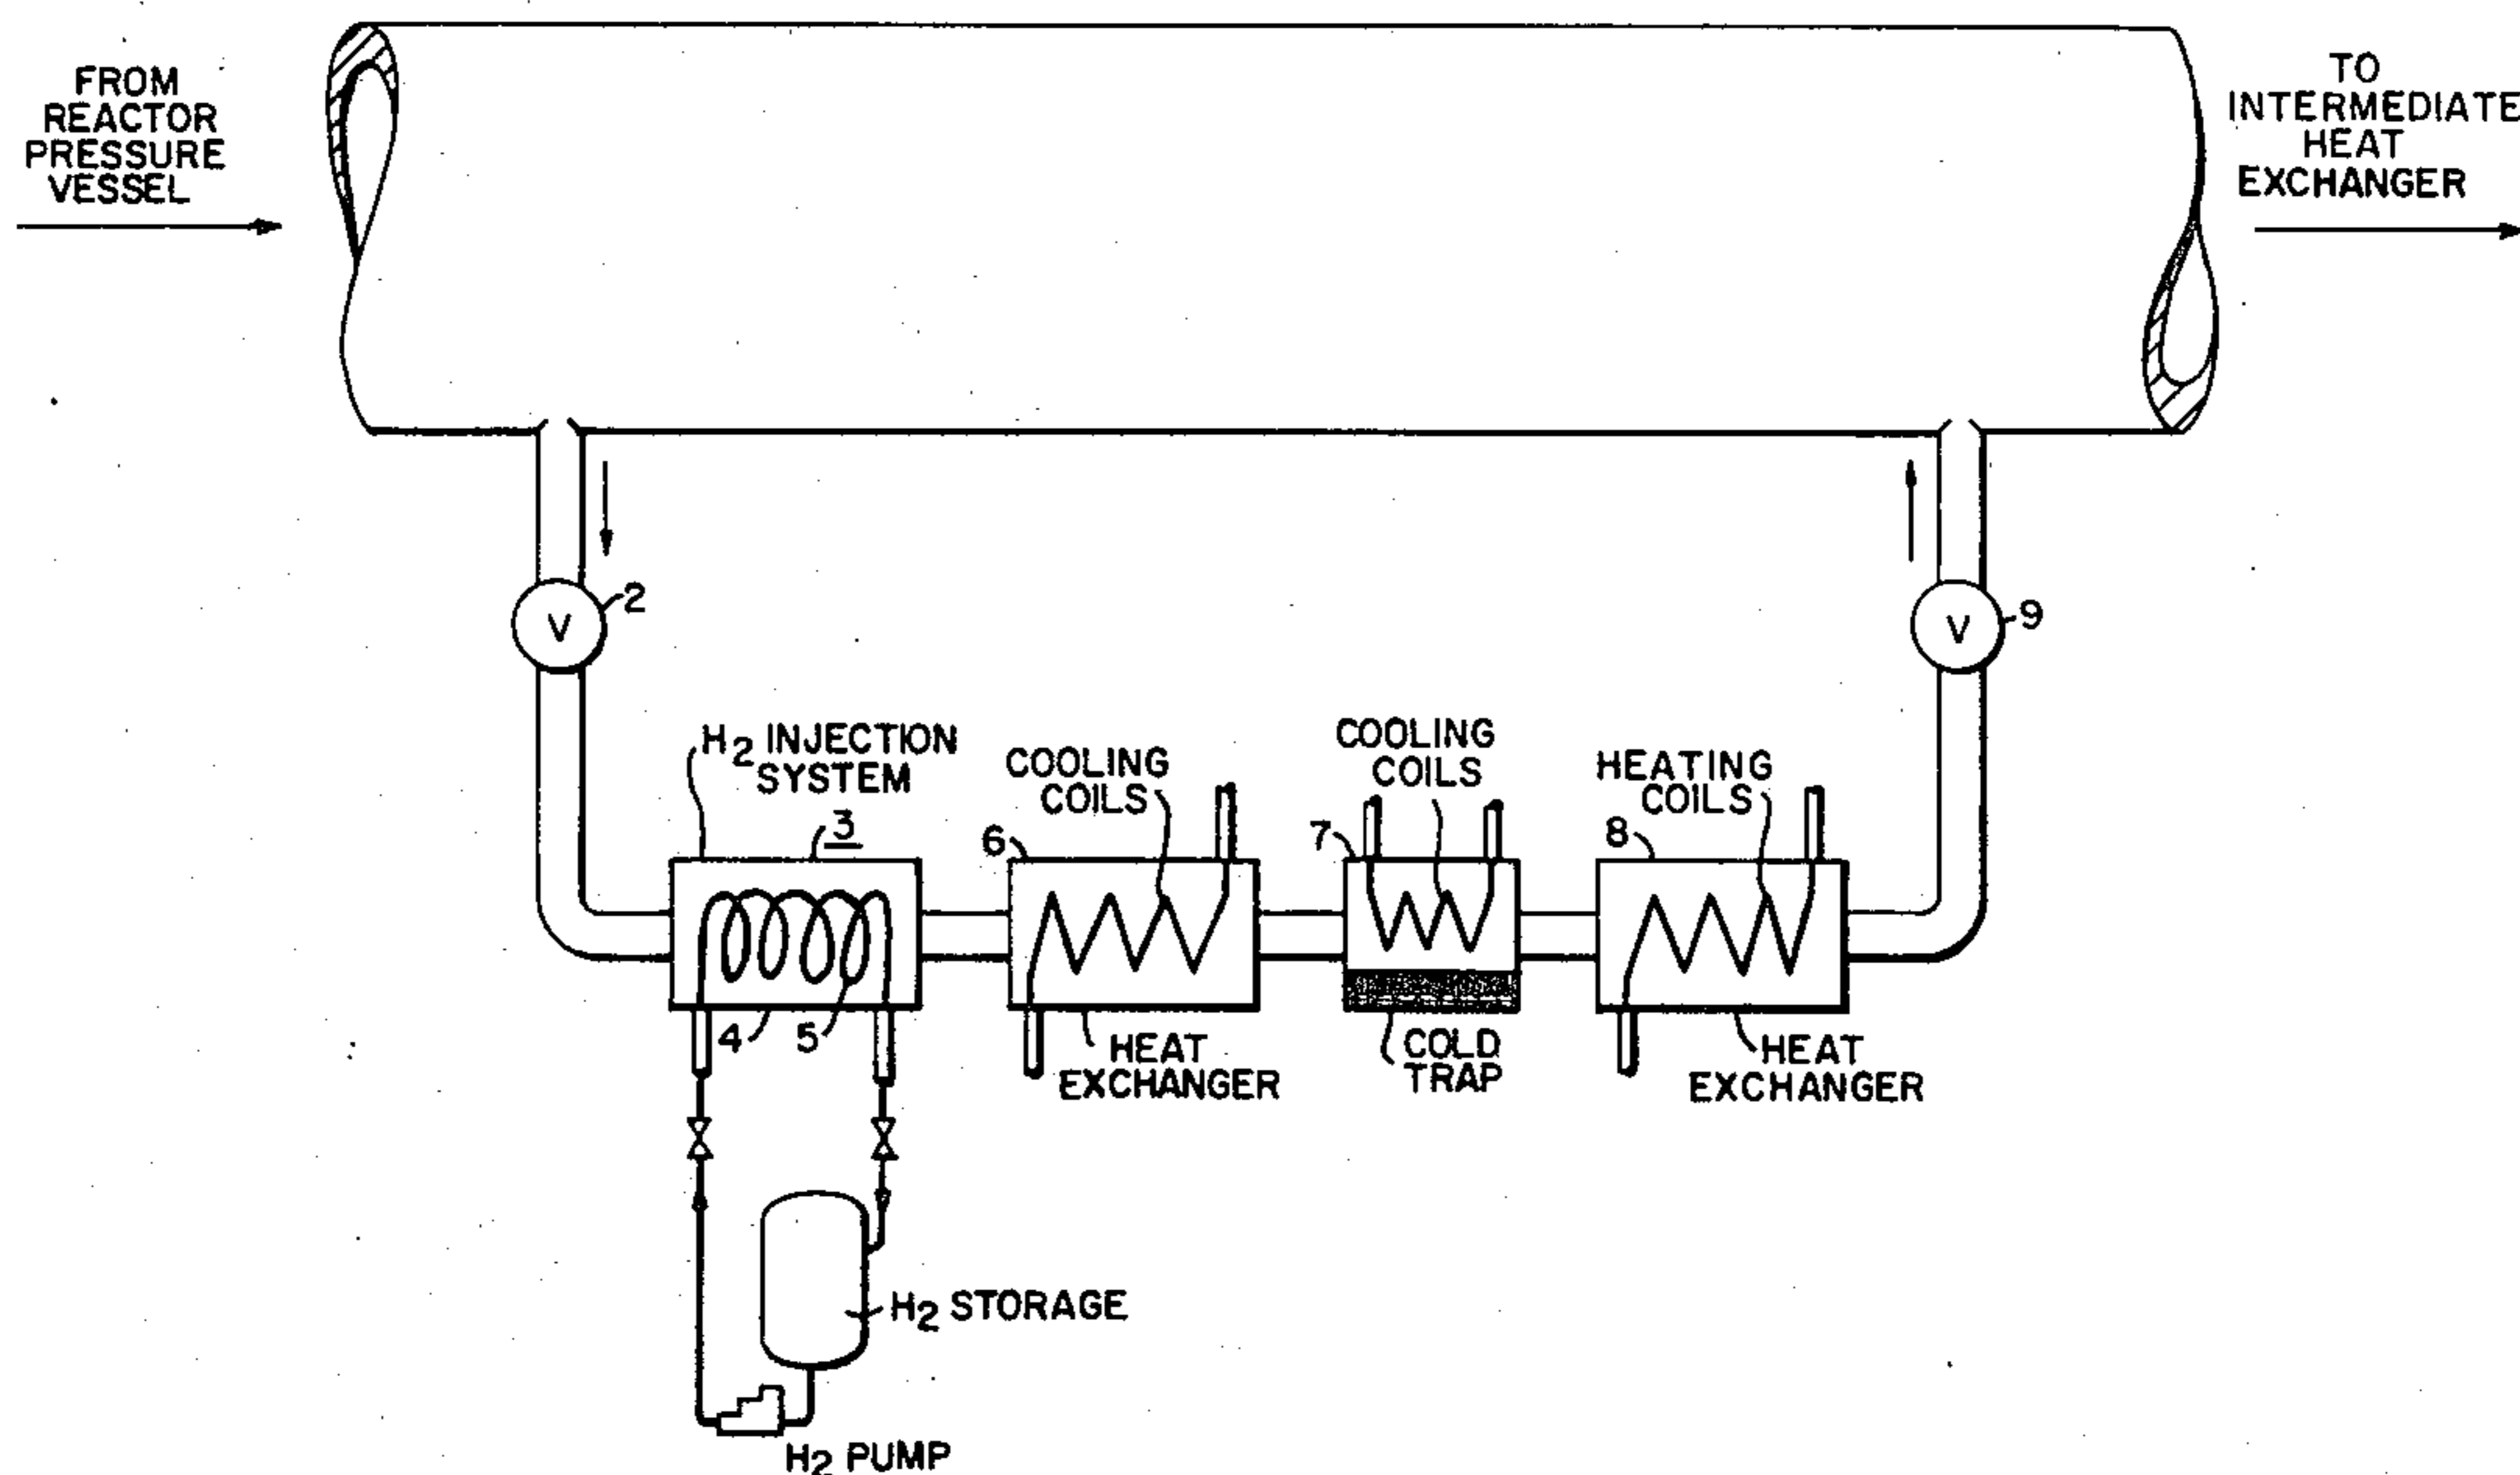 FROM
REACTOR
PRESSURE
VESSEL
TO
INTERMEDIATE
HEAT
EXCHANGER
2
V
V
9
H2 INJECTION
SYSTEM
3
COOLING
COILS
6
COOLING
COILS
7
HEATING
COILS
8
4
5
HEAT
EXCHANGER
COLD
TRAP
HEAT
EXCHANGER
H2 STORAGE
H2 PUMP